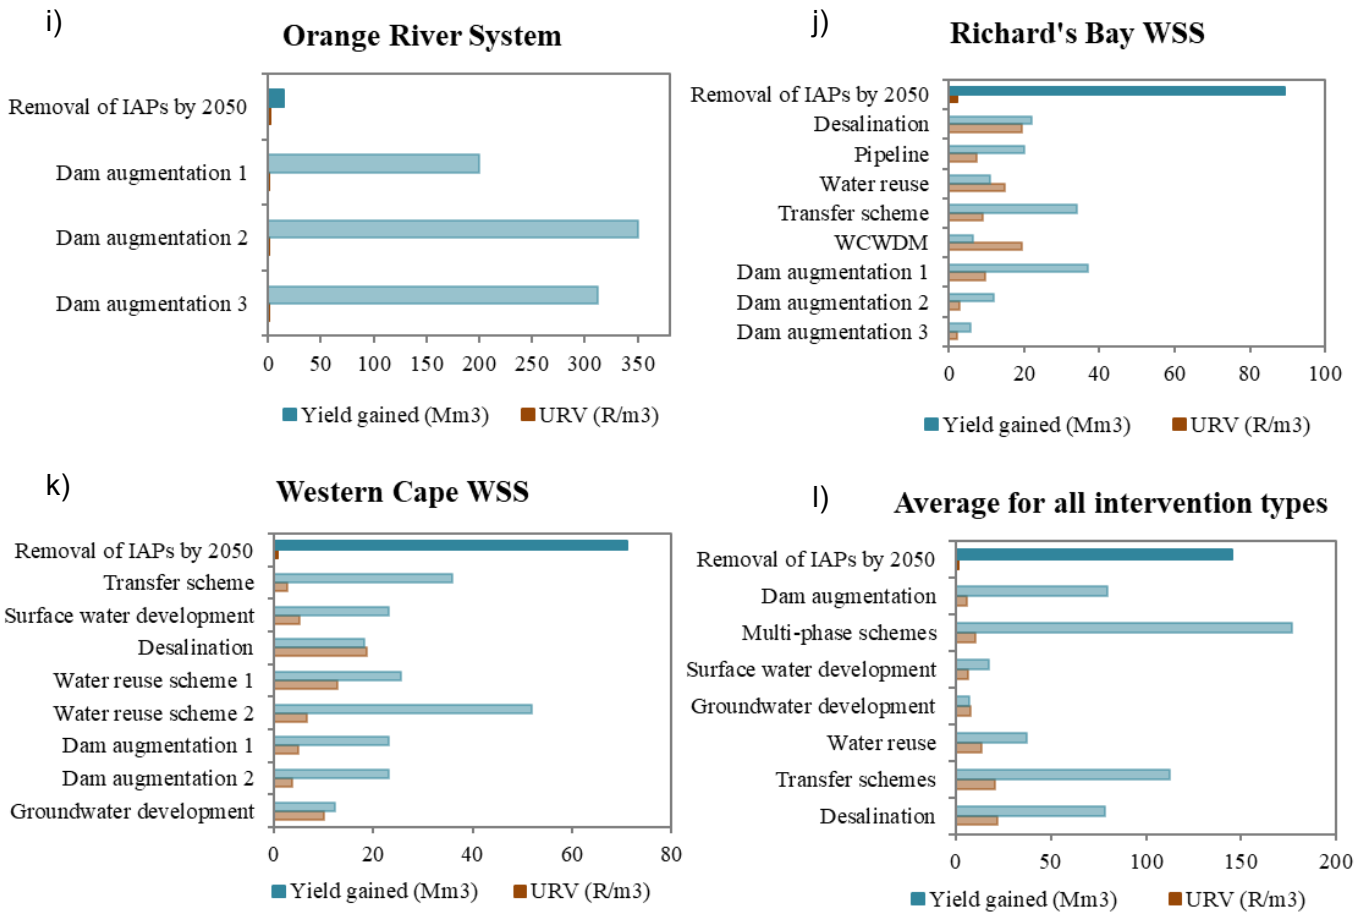 i)
Orange River System
Removal of IAPs by 2050
Dam augmentation 1
Dam augmentation 2
Dam augmentation 3
0 50 100 150 200 250 300 350
Yield gained (Mm3) URV (R/m3)
j)
Richard's Bay WSS
Removal of IAPs by 2050
Desalination
Pipeline
Water reuse
Transfer scheme
WCWDM
Dam augmentation 1
Dam augmentation 2
Dam augmentation 3
0 20 40 60 80 100
Yield gained (Mm3) URV (R/m3)
k)
Western Cape WSS
Removal of IAPs by 2050
Transfer scheme
Surface water development
Desalination
Water reuse scheme 1
Water reuse scheme 2
Dam augmentation 1
Dam augmentation 2
Groundwater development
0 20 40 60 80
Yield gained (Mm3) URV (R/m3)
l)
Average for all intervention types
Removal of IAPs by 2050
Dam augmentation
Multi-phase schemes
Surface water development
Groundwater development
Water reuse
Transfer schemes
Desalination
0 50 100 150 200
Yield gained (Mm3) URV (R/m3)